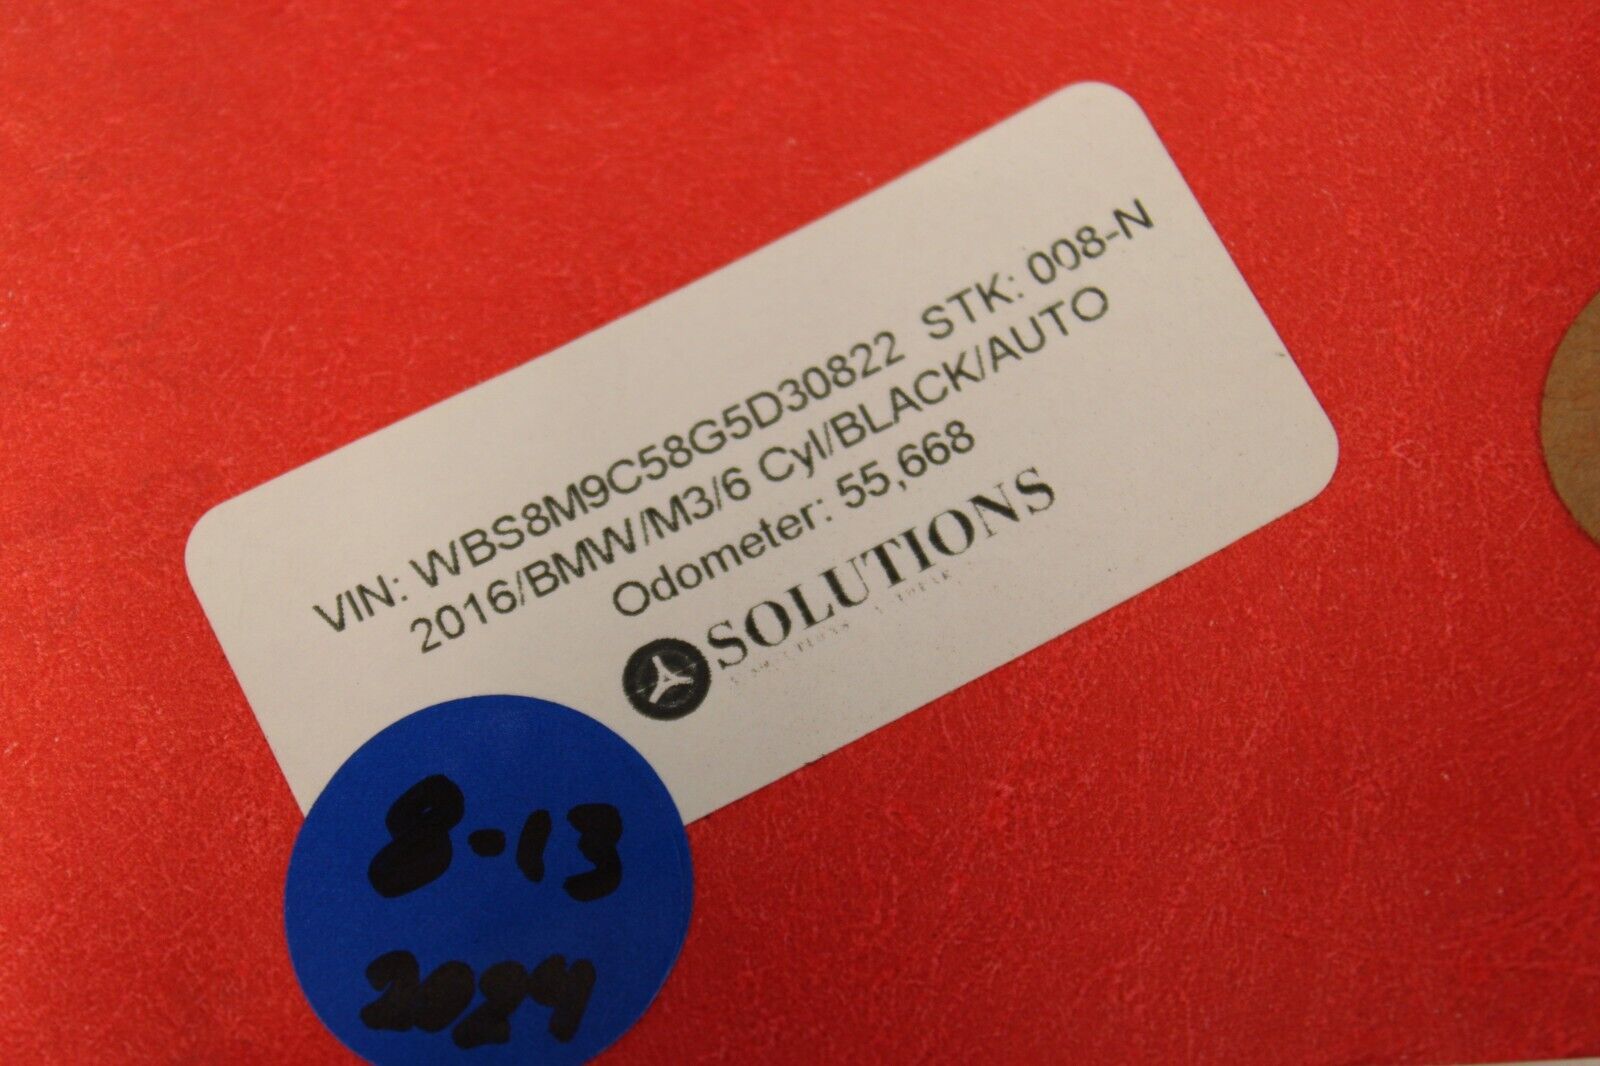 VIN: WBS8M9C58G5D30822 STK: 008-N
2016/BMW/M3/6 Cyl/BLACK/AUTO
Odometer: 55,668
SOLUTIONS
8-13
2024